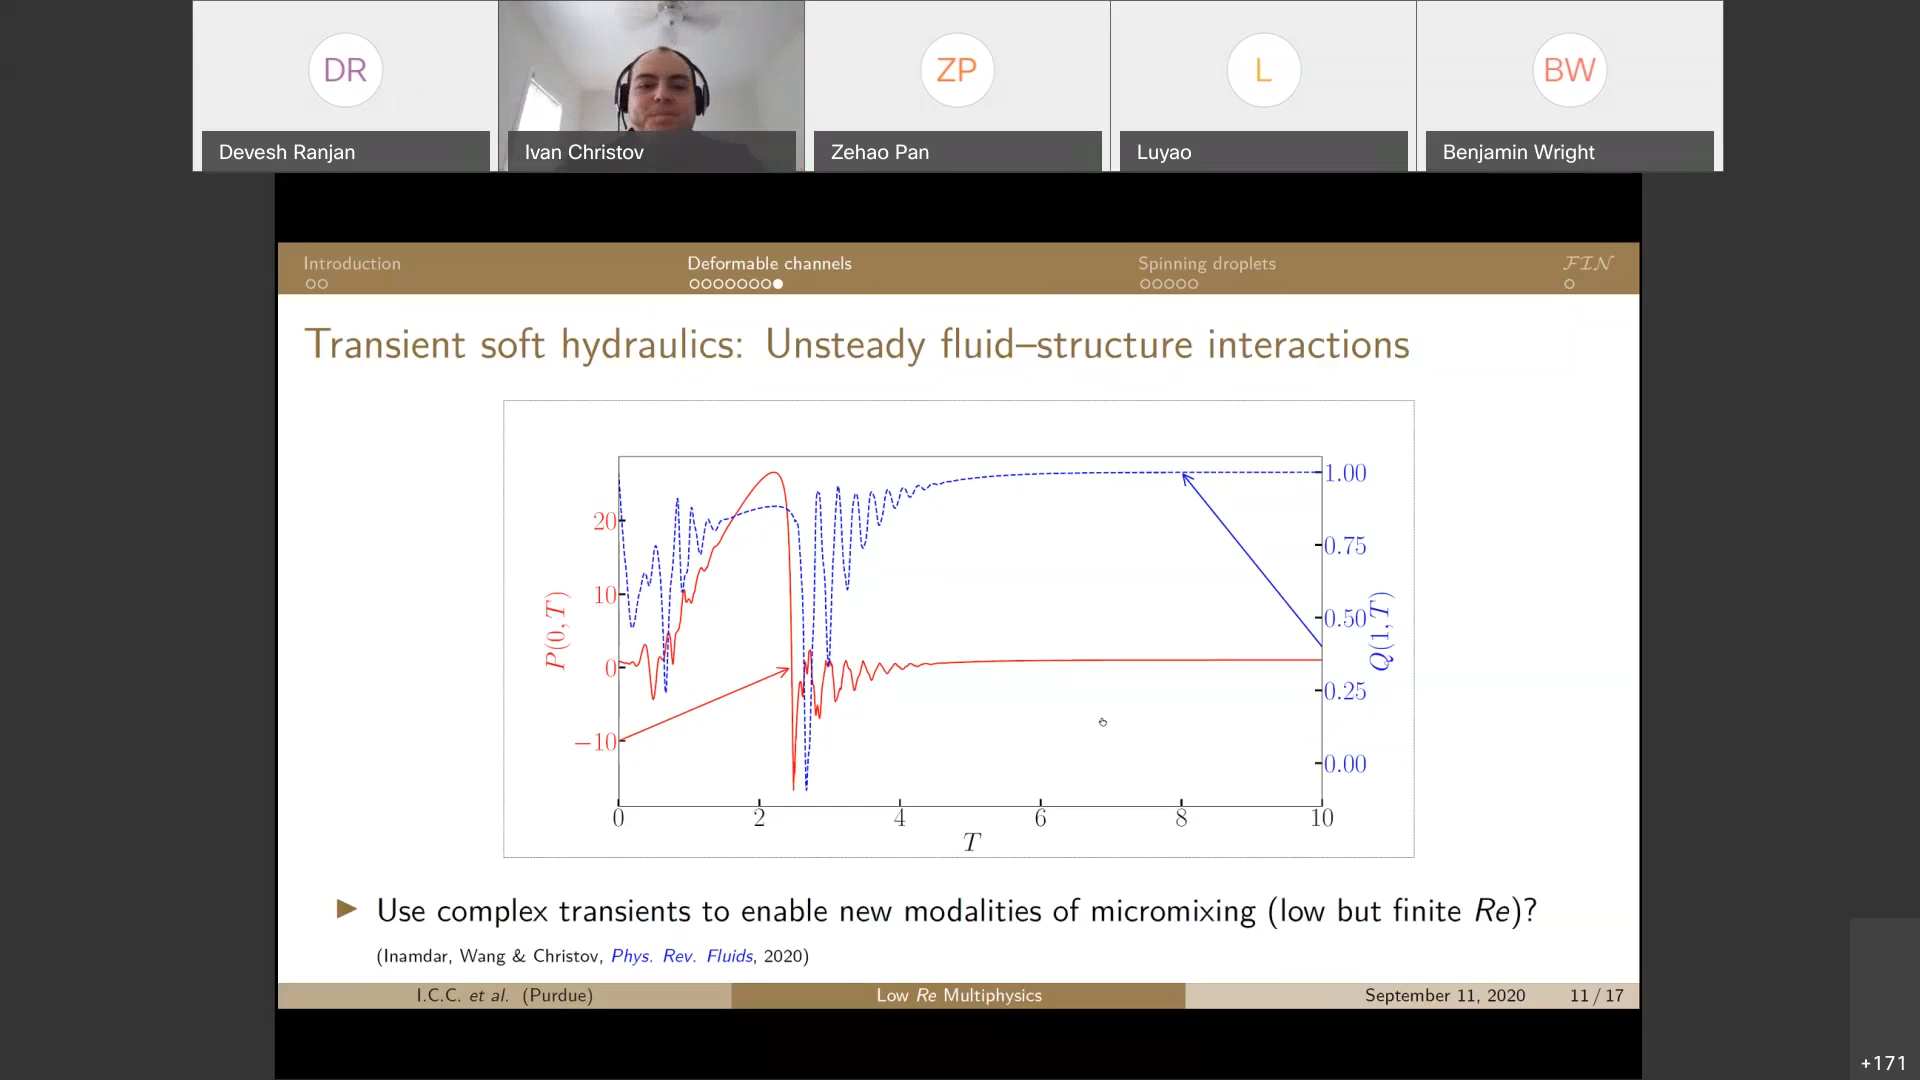 DR
ZP
L
BW
Devesh Ranjan
Ivan Christov
Zehao Pan
Luyao
Benjamin Wright
Introduction
Deformable channels
Spinning droplets
FIN
Transient soft hydraulics: Unsteady fluid–structure interactions
20
10
0
−10
P(0, T)
1.00
0.75
0.50
0.25
0.00
Q(1, T)
0
2
4
6
8
10
T
Use complex transients to enable new modalities of micromixing (low but finite Re)?
(Inamdar, Wang & Christov, Phys. Rev. Fluids, 2020)
I.C.C. et al. (Purdue)
Low Re Multiphysics
September 11, 2020
11 / 17
+171